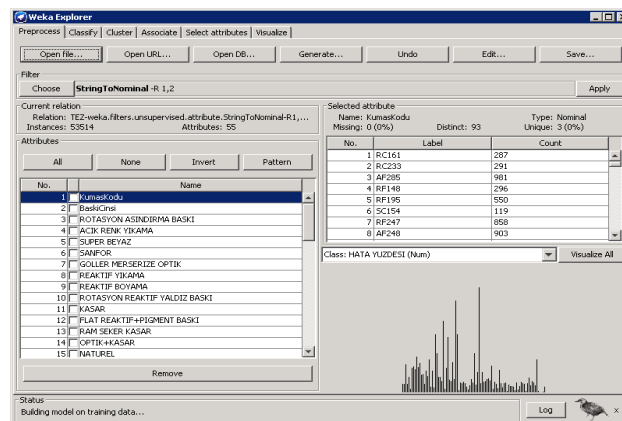 Weka Explorer
Preprocess Classify Cluster Associate Select attributes Visualize
Open file... Open URL... Open DB... Generate... Undo Edit... Save...
Filter
Choose StringToNominal -R 1,2 Apply
Current relation
Relation: TEZ-weka.filters.unsupervised.attribute.StringToNominal-R1,...
Instances: 53514 Attributes: 55
Attributes
All None Invert Pattern
No. Name
1 KumasKodu
2 BaskiCinsi
3 ROTASYON ASINDIRMA BASKI
4 ACIK RENK YIKAMA
5 SUPER BEYAZ
6 SANFOR
7 GOLLER MERSERIZE OPTIK
8 REAKTIF YIKAMA
9 REAKTIF BOYAMA
10 ROTASYON REAKTIF YALDIZ BASKI
11 KASAR
12 FLAT REAKTIF+PIGMENT BASKI
13 RAM SEKER KASAR
14 OPTIK+KASAR
15 NATUREL
Remove
Selected attribute
Name: KumasKodu Type: Nominal
Missing: 0 (0%) Distinct: 93 Unique: 3 (0%)
No. Label Count
1 RC161 287
2 RC233 291
3 AF285 981
4 RF148 296
5 RF195 550
6 SC154 119
7 RF247 858
8 AF248 903
Class: HATA YUZDESI (Num) Visualize All
Status
Building model on training data...
Log x